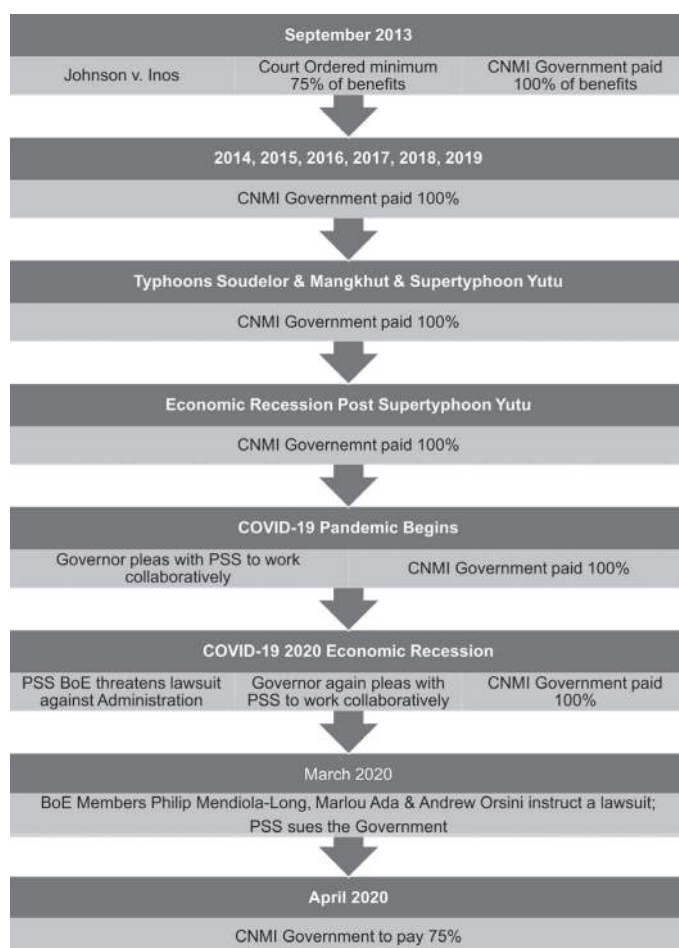 September 2013
Johnson v. Inos
Court Ordered minimum
75% of benefits
CNMI Government paid
100% of benefits
2014, 2015, 2016, 2017, 2018, 2019
CNMI Government paid 100%
Typhoons Soudelor & Mangkhut & Supertyphoon Yutu
CNMI Government paid 100%
Economic Recession Post Supertyphoon Yutu
CNMI Governemnt paid 100%
COVID-19 Pandemic Begins
Governor pleas with PSS to work
collaboratively
CNMI Government paid 100%
COVID-19 2020 Economic Recession
PSS BoE threatens lawsuit
against Administration
Governor again pleas with
PSS to work collaboratively
CNMI Government paid
100%
March 2020
BoE Members Philip Mendiola-Long, Marlou Ada & Andrew Orsini instruct a lawsuit;
PSS sues the Government
April 2020
CNMI Government to pay 75%